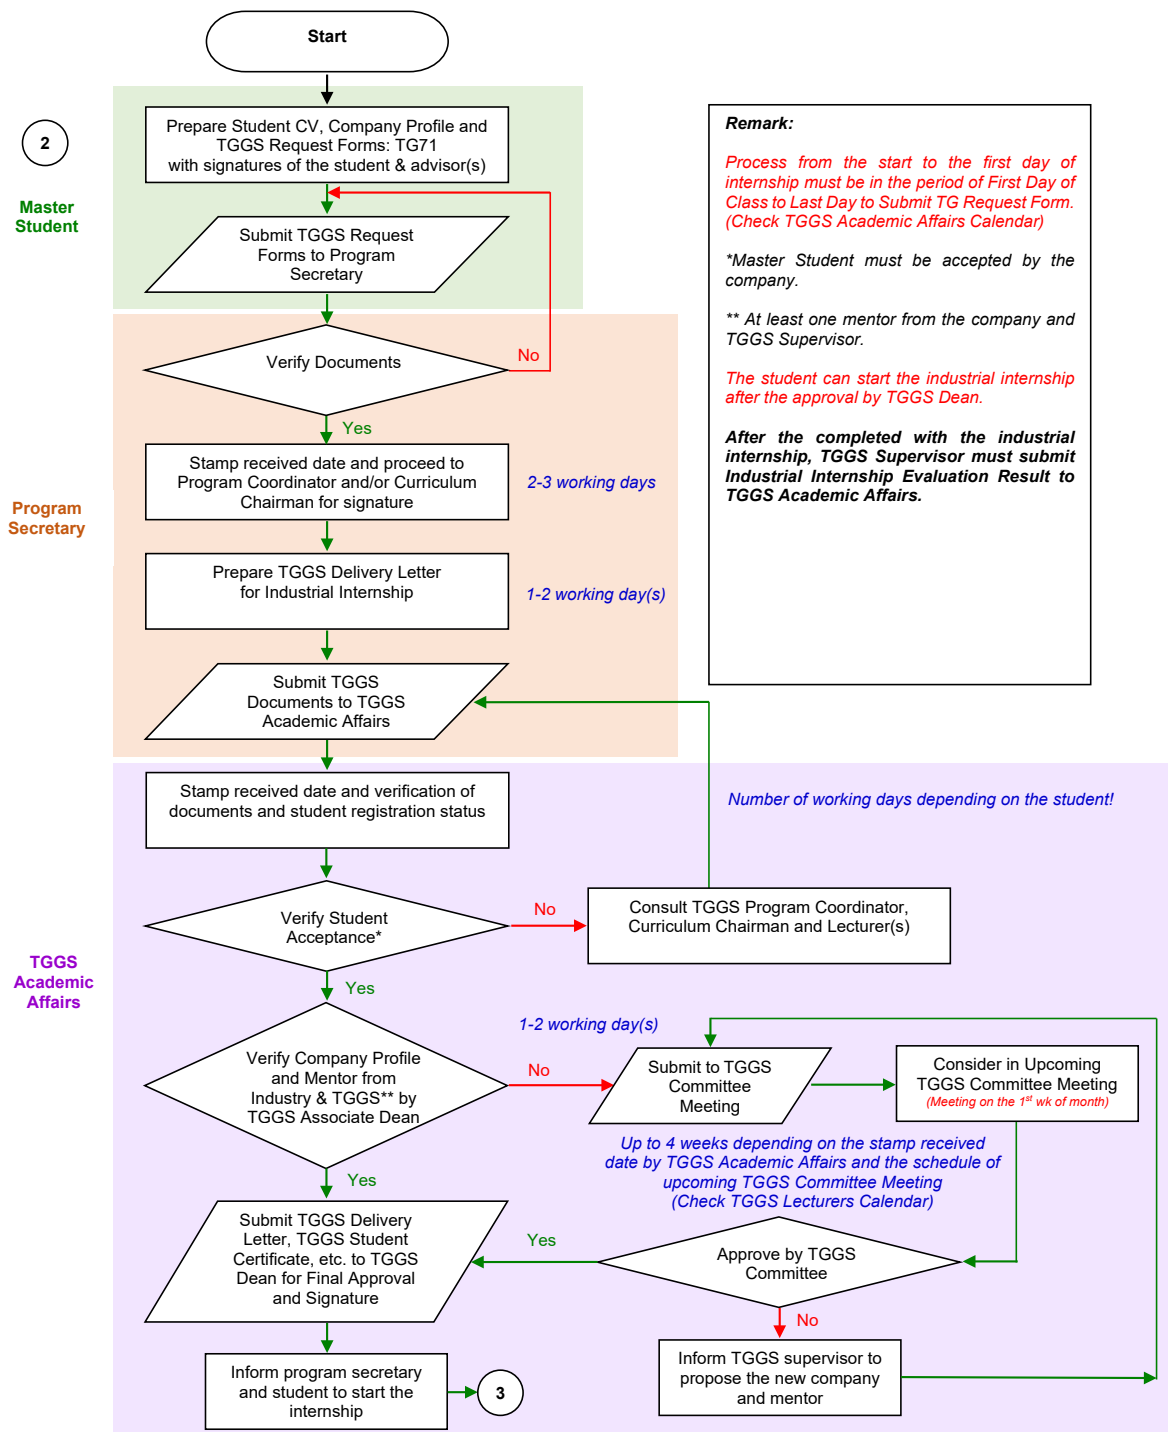 Start
2
Master
Student
Prepare Student CV, Company Profile and
TGGS Request Forms: TG71
with signatures of the student & advisor(s)
Submit TGGS Request
Forms to Program
Secretary
Remark:
Process from the start to the first day of
internship must be in the period of First Day of
Class to Last Day to Submit TG Request Form.
(Check TGGS Academic Affairs Calendar)
*Master Student must be accepted by the
company.
** At least one mentor from the company and
TGGS Supervisor.
The student can start the industrial internship
after the approval by TGGS Dean.
After the completed with the industrial
internship, TGGS Supervisor must submit
Industrial Internship Evaluation Result to
TGGS Academic Affairs.
Program
Secretary
Verify Documents
No
Yes
Stamp received date and proceed to
Program Coordinator and/or Curriculum
Chairman for signature
2-3 working days
Prepare TGGS Delivery Letter
for Industrial Internship
1-2 working day(s)
Submit TGGS
Documents to TGGS
Academic Affairs
TGGS
Academic
Affairs
Stamp received date and verification of
documents and student registration status
Number of working days depending on the student!
Verify Student
Acceptance*
No
Consult TGGS Program Coordinator,
Curriculum Chairman and Lecturer(s)
Yes
1-2 working day(s)
Verify Company Profile
and Mentor from
Industry & TGGS** by
TGGS Associate Dean
No
Submit to TGGS
Committee
Meeting
Consider in Upcoming
TGGS Committee Meeting
(Meeting on the 1st wk of month)
Up to 4 weeks depending on the stamp received
date by TGGS Academic Affairs and the schedule of
upcoming TGGS Committee Meeting
(Check TGGS Lecturers Calendar)
Yes
Submit TGGS Delivery
Letter, TGGS Student
Certificate, etc. to TGGS
Dean for Final Approval
and Signature
Yes
Approve by TGGS
Committee
No
Inform program secretary
and student to start the
internship
3
Inform TGGS supervisor to
propose the new company
and mentor